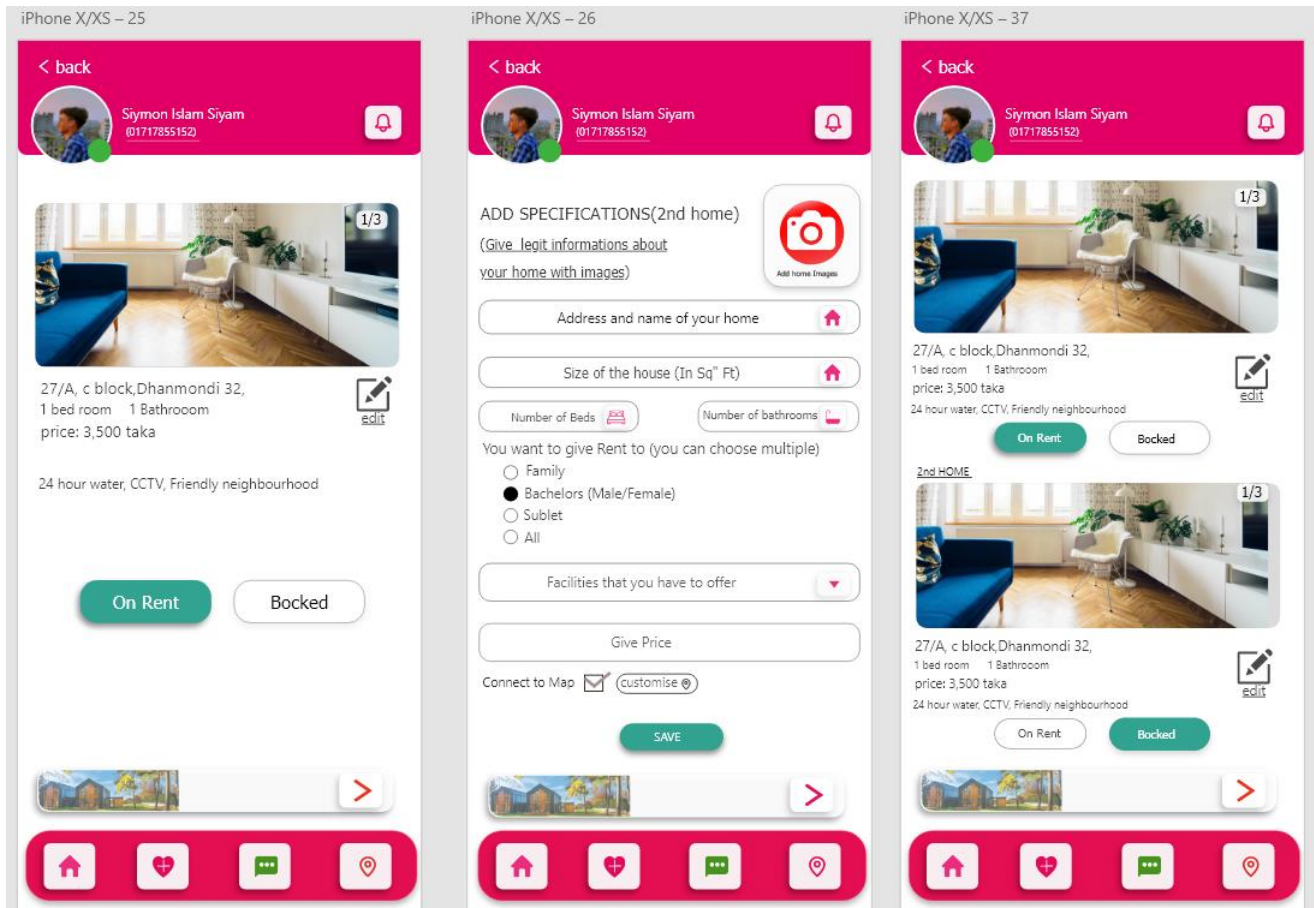 iPhone X/XS – 25
< back
Siymon Islam Siyam
(01717855152)
1/3
27/A, c block,Dhanmondi 32,
1 bed room 1 Bathrooom
edit
price: 3,500 taka
24 hour water, CCTV, Friendly neighbourhood
On Rent Bocked
iPhone X/XS – 26
< back
Siymon Islam Siyam
(01717855152)
ADD SPECIFICATIONS(2nd home)
(Give legit informations about
your home with images)
Add home Images
Address and name of your home
Size of the house (In Sq" Ft)
Number of Beds Number of bathrooms
You want to give Rent to (you can choose multiple)
Family
Bachelors (Male/Female)
Sublet
All
Facilities that you have to offer
Give Price
Connect to Map customise
SAVE
iPhone X/XS – 37
< back
Siymon Islam Siyam
(01717855152)
1/3
27/A, c block,Dhanmondi 32,
1 bed room 1 Bathrooom
price: 3,500 taka
edit
24 hour water, CCTV, Friendly neighbourhood
On Rent Bocked
2nd HOME
1/3
27/A, c block,Dhanmondi 32,
1 bed room 1 Bathrooom
price: 3,500 taka
edit
24 hour water, CCTV, Friendly neighbourhood
On Rent Bocked